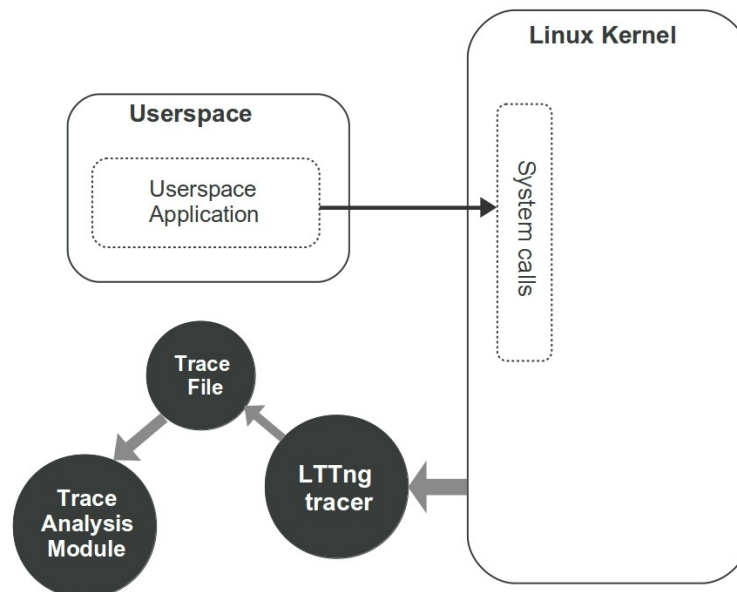 Linux Kernel
Userspace
Userspace
Application
System calls
Trace
File
LTTng
tracer
Trace
Analysis
Module